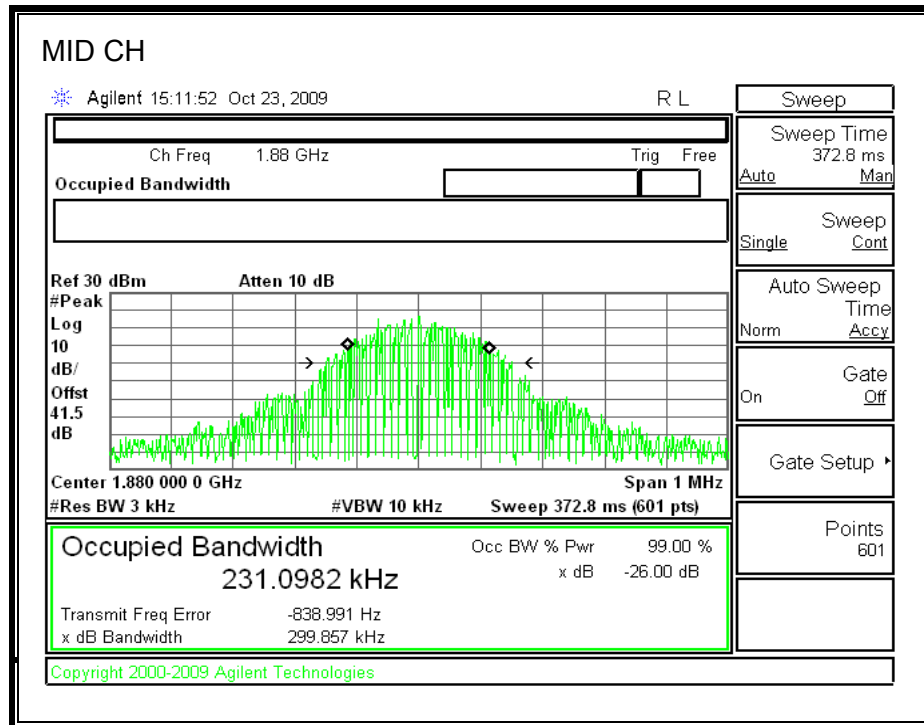 MID CH
Agilent 15:11:52 Oct 23, 2009 R L
Ch Freq 1.88 GHz Trig Free
Occupied Bandwidth
Ref 30 dBm Atten 10 dB
#Peak
Log
10
dB/
Offst
41.5
dB
Center 1.880 000 0 GHz Span 1 MHz
#Res BW 3 kHz #VBW 10 kHz Sweep 372.8 ms (601 pts)
Occupied Bandwidth Occ BW % Pwr 99.00 %
231.0982 kHz x dB -26.00 dB
Transmit Freq Error -838.991 Hz
x dB Bandwidth 299.857 kHz
Copyright 2000-2009 Agilent Technologies
Sweep
Sweep Time
372.8 ms
Auto Man
Sweep
Single Cont
Auto Sweep
Time
Norm Accy
Gate
On Off
Gate Setup
Points
601